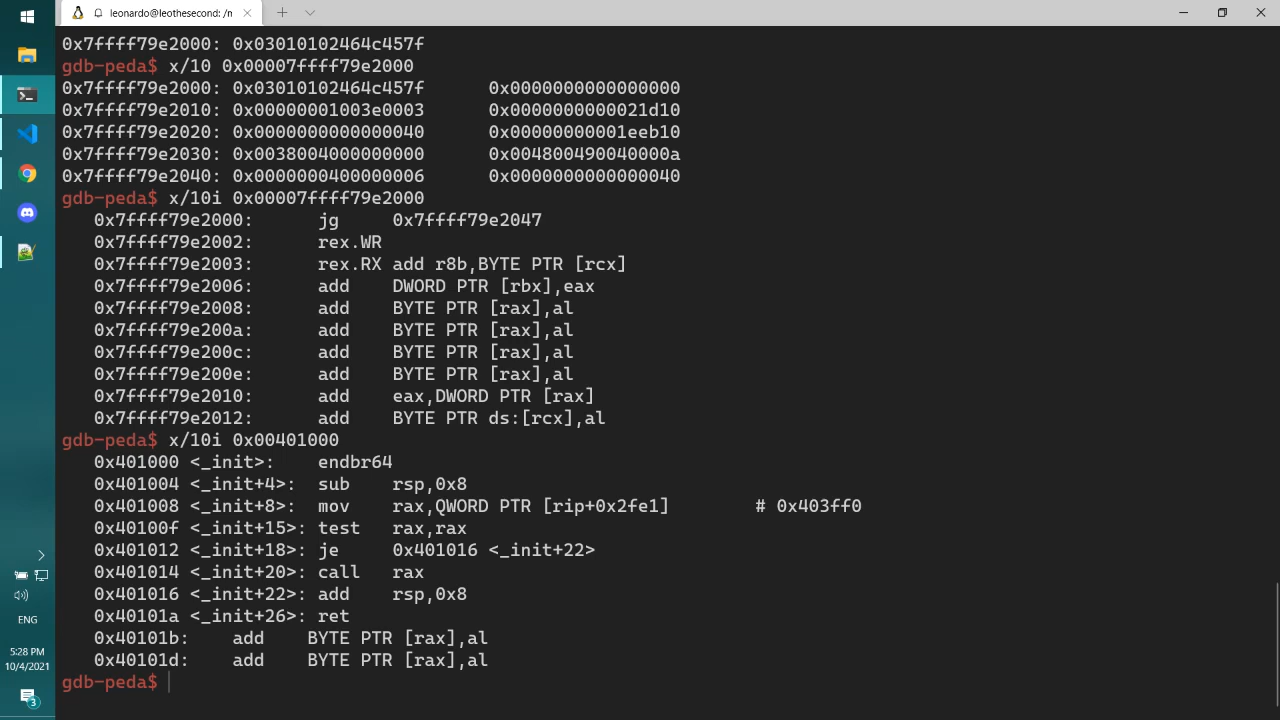 leonardo@leothesecond: /n
0x7ffff79e2000: 0x03010102464c457f
gdb-peda$ x/10 0x00007ffff79e2000
0x7ffff79e2000: 0x03010102464c457f 0x0000000000000000
0x7ffff79e2010: 0x00000001003e0003 0x0000000000021d10
0x7ffff79e2020: 0x0000000000000040 0x00000000001eeb10
0x7ffff79e2030: 0x0038004000000000 0x004800490040000a
0x7ffff79e2040: 0x0000000400000006 0x0000000000000040
gdb-peda$ x/10i 0x00007ffff79e2000
0x7ffff79e2000: jg 0x7ffff79e2047
0x7ffff79e2002: rex.WR
0x7ffff79e2003: rex.RX add r8b,BYTE PTR [rcx]
0x7ffff79e2006: add DWORD PTR [rbx],eax
0x7ffff79e2008: add BYTE PTR [rax],al
0x7ffff79e200a: add BYTE PTR [rax],al
0x7ffff79e200c: add BYTE PTR [rax],al
0x7ffff79e200e: add BYTE PTR [rax],al
0x7ffff79e2010: add eax,DWORD PTR [rax]
0x7ffff79e2012: add BYTE PTR ds:[rcx],al
gdb-peda$ x/10i 0x00401000
0x401000 <_init>: endbr64
0x401004 <_init+4>: sub rsp,0x8
0x401008 <_init+8>: mov rax,QWORD PTR [rip+0x2fe1] # 0x403ff0
0x40100f <_init+15>: test rax,rax
0x401012 <_init+18>: je 0x401016 <_init+22>
0x401014 <_init+20>: call rax
0x401016 <_init+22>: add rsp,0x8
0x40101a <_init+26>: ret
0x40101b: add BYTE PTR [rax],al
0x40101d: add BYTE PTR [rax],al
gdb-peda$
ENG
5:28 PM
10/4/2021
3